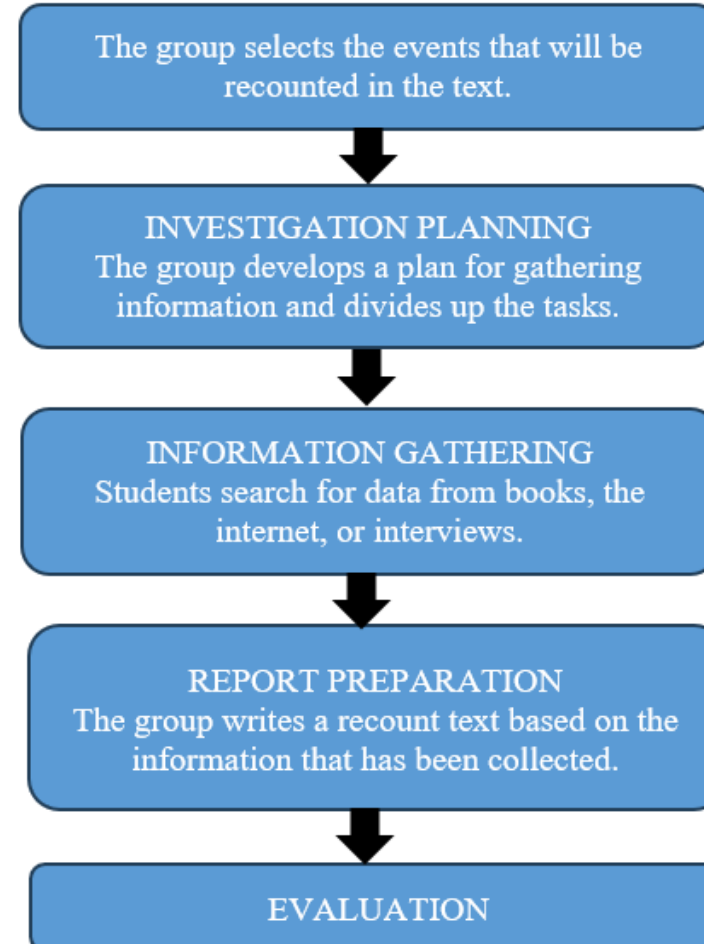 The group selects the events that will be
recounted in the text.
INVESTIGATION PLANNING
The group develops a plan for gathering
information and divides up the tasks.
INFORMATION GATHERING
Students search for data from books, the
internet, or interviews.
REPORT PREPARATION
The group writes a recount text based on the
information that has been collected.
EVALUATION